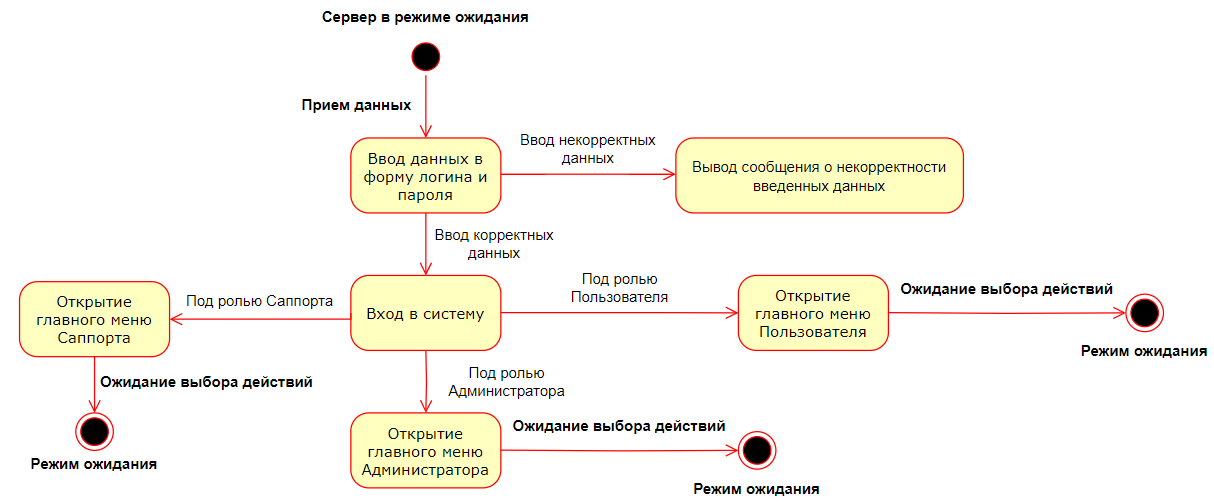 Сервер в режиме ожидания
Прием данных
Ввод данных в
форму логина и
пароля
Ввод некорректных
данных
Вывод сообщения о некорректности
введенных данных
Ввод корректных
данных
Открытие
главного меню
Саппорта
Под ролью Саппорта
Вход в систему
Под ролью
Пользователя
Открытие
главного меню
Пользователя
Ожидание выбора действий
Режим ожидания
Ожидание выбора действий
Режим ожидания
Под ролью
Администратора
Открытие
главного меню
Администратора
Ожидание выбора действий
Режим ожидания